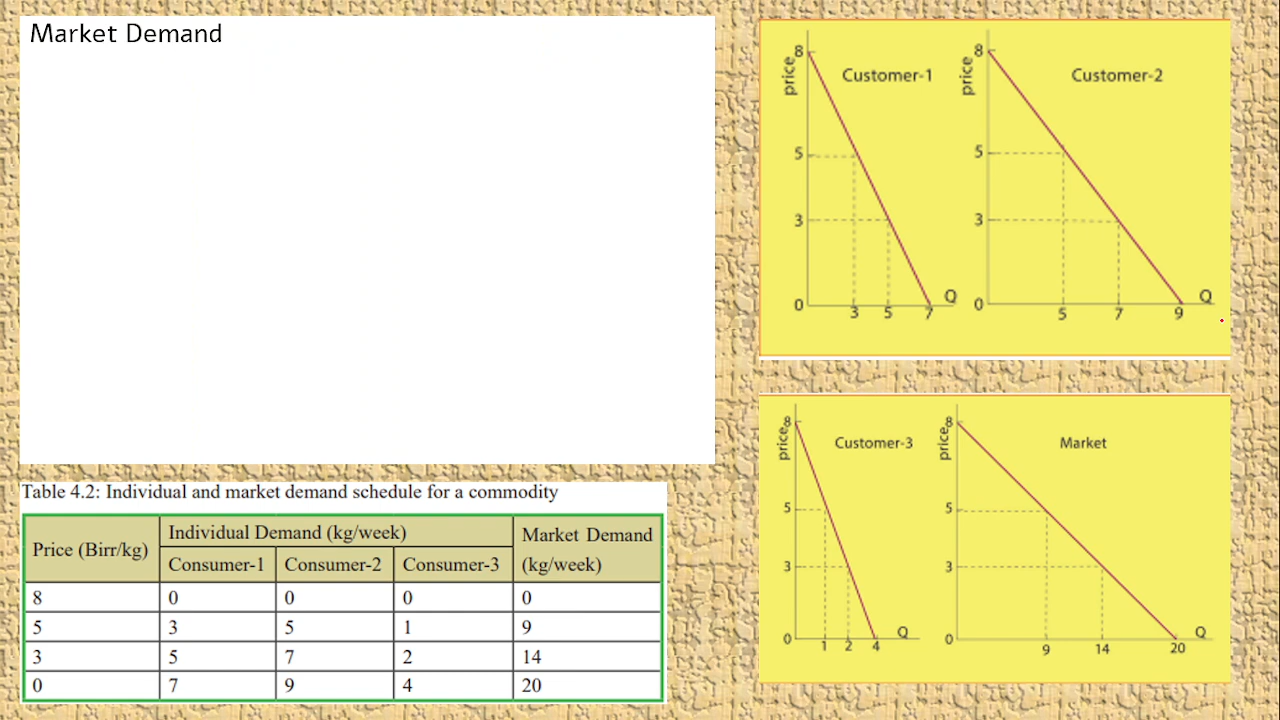 Market Demand
Table 4.2: Individual and market demand schedule for a commodity
Price (Birr/kg) Individual Demand (kg/week) Market Demand (kg/week)
Consumer-1 Consumer-2 Consumer-3
8 0 0 0 0
5 3 5 1 9
3 5 7 2 14
0 7 9 4 20
price
8
Customer-1
5
3
0
3 5 7
Q
price
8
Customer-2
5
3
0
5 7 9
Q
price
8
Customer-3
5
3
0
1 2 4
Q
price
8
Market
5
3
0
9 14 20
Q